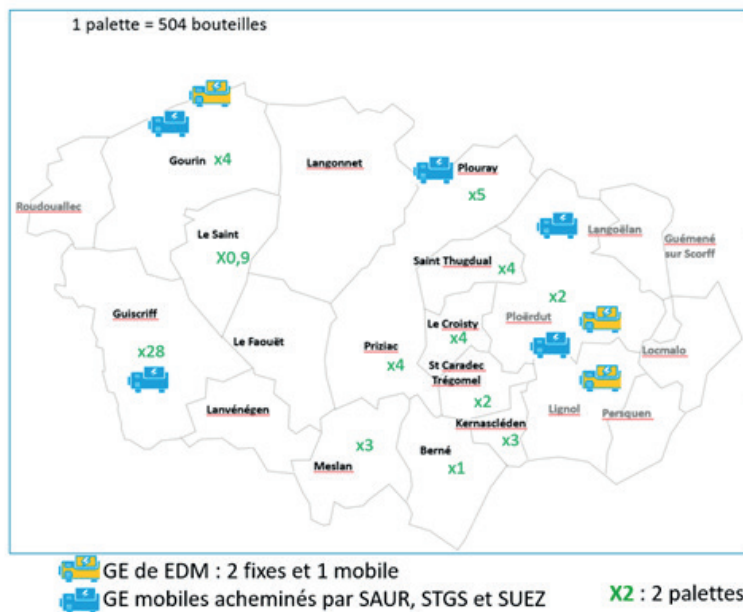 1 palette = 504 bouteilles
Gourin x4
Langonnet
Plouray
x5
Roudouallec
Langoëlan
Guémené
sur Scorff
Le Saint
X0,9
Saint Thugdual
x4
x2
Guiscriff
x28
Le Faouët
Priziac
x4
Le Croisty
x4
Ploërdut
Locmalo
St Caradec
Trégomel
x2
Lanvénégen
Lignol
Persquen
Kernascléden
x3
x3
Meslan
Berné
x1
GE de EDM : 2 fixes et 1 mobile
GE mobiles acheminés par SAUR, STGS et SUEZ
X2 : 2 palettes